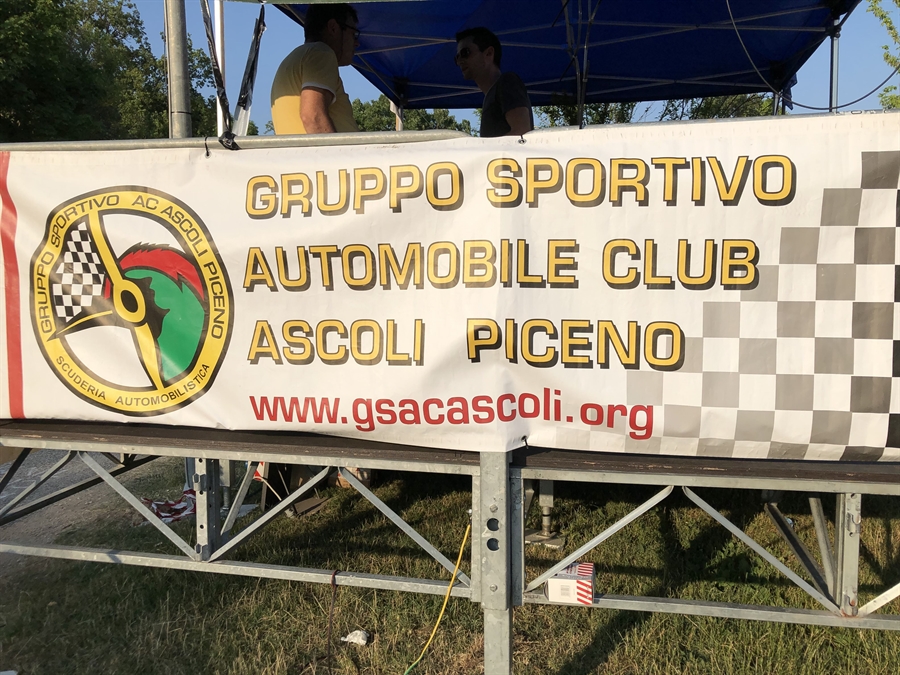 GRUPPO SPORTIVO
AUTOMOBILE CLUB
ASCOLI PICENO
www.gsacascoli.org
GRUPPO SPORTIVO AC ASCOLI PICENO
SCUDERIA AUTOMOBILISTICA